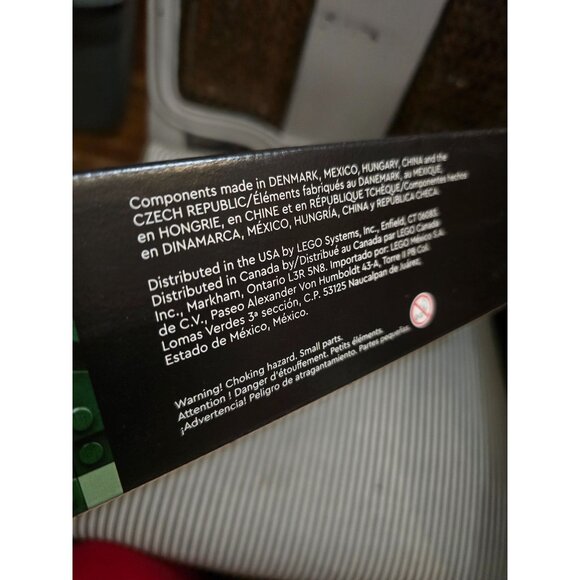 Components made in DENMARK, MEXICO, HUNGARY, CHINA and the
CZECH REPUBLIC/Éléments fabriqués au DANEMARK, au MEXIQUE,
en HONGRIE, en CHINE et en RÉPUBLIQUE TCHÈQUE/Componentes hechos
en DINAMARCA, MÉXICO, HUNGRÍA, CHINA y REPÚBLICA CHECA.
Distributed in the USA by LEGO Systems, Inc., Enfield, CT 06083.
Distributed in Canada by/Distribué au Canada par LEGO Canada
Inc., Markham, Ontario L3R 5N8. Importado por: LEGO México S.A.
de C.V., Paseo Alexander Von Humboldt 43-A, Torre II P8 Col.
Lomas Verdes 3ª sección, C.P. 53125 Naucalpan de Juárez,
Estado de México, México.
Warning! Choking hazard. Small parts.
Attention ! Danger d'étouffement. Petits éléments.
¡Advertencia! Peligro de atragantamiento. Partes pequeñas.